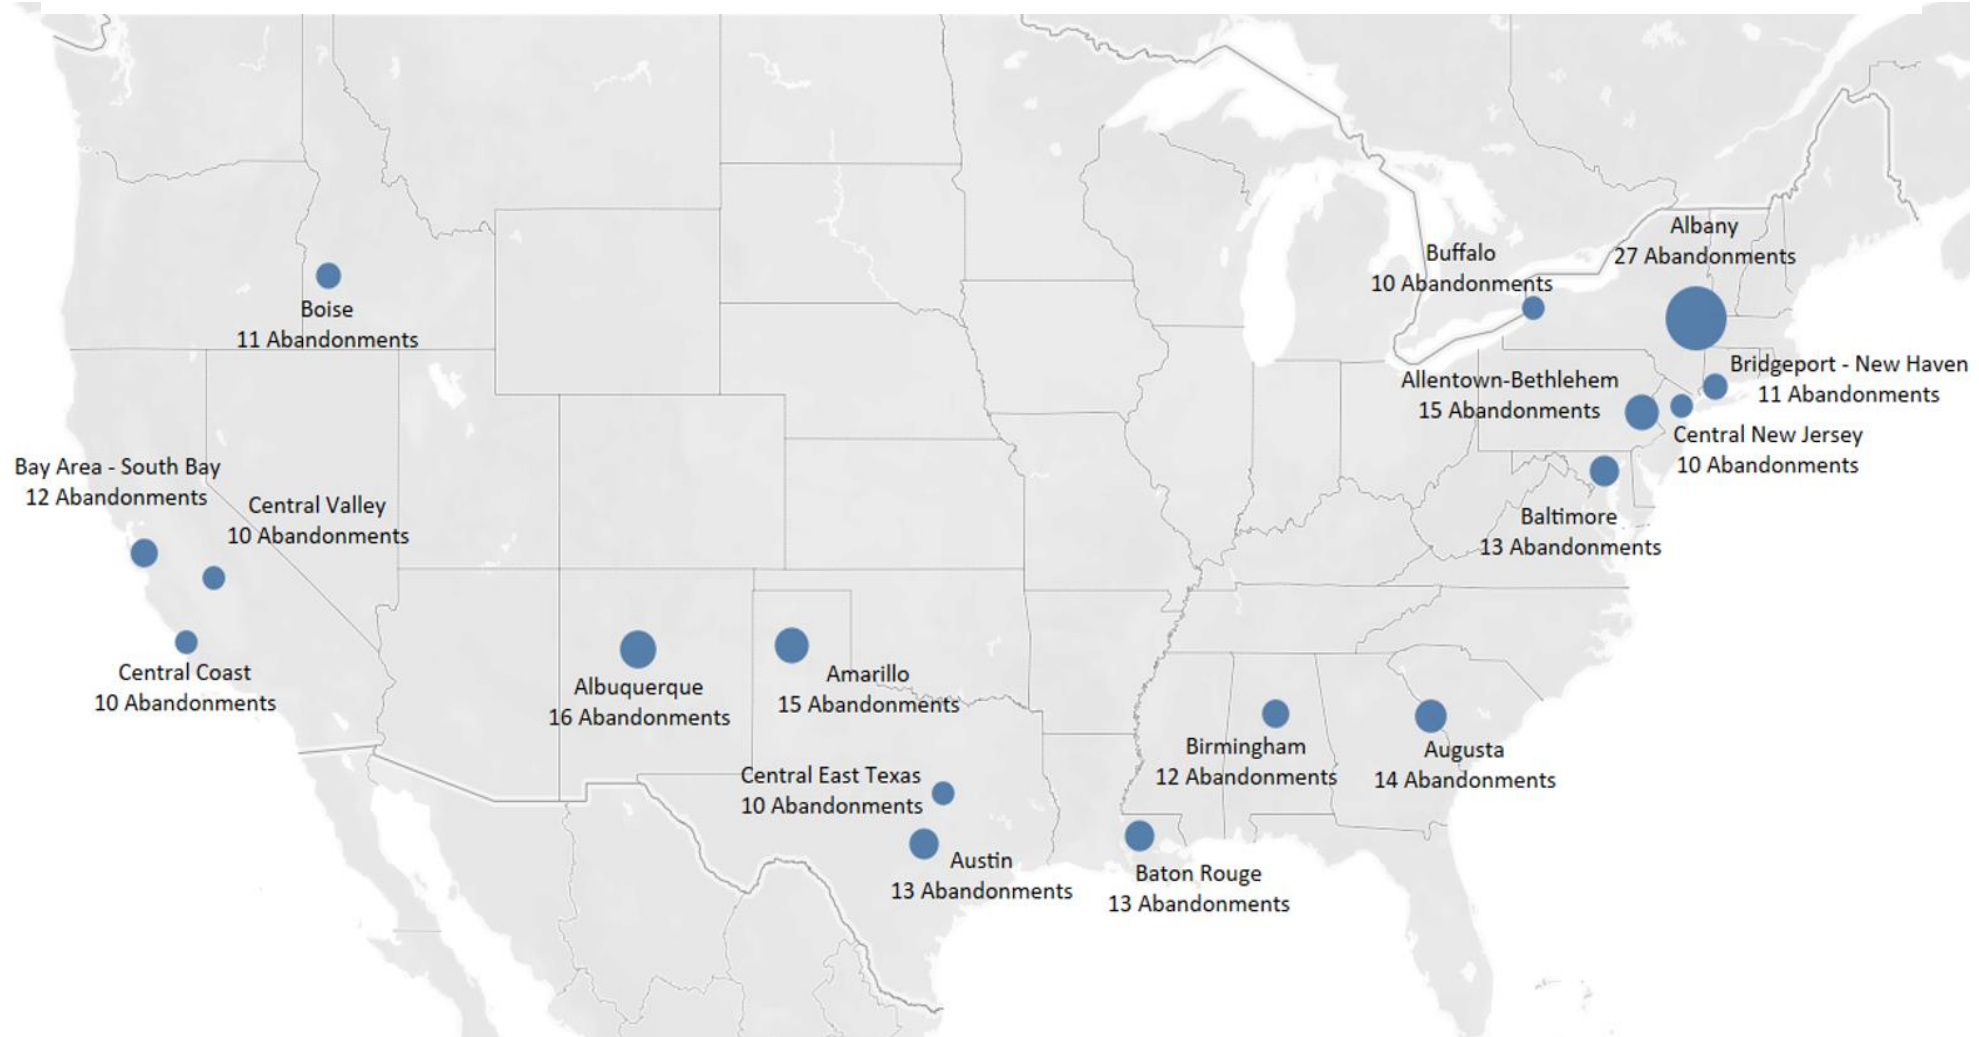 Albany
27 Abandonments
Buffalo
10 Abandonments
Boise
11 Abandonments
Bridgeport - New Haven
11 Abandonments
Allentown-Bethlehem
15 Abandonments
Central New Jersey
10 Abandonments
Bay Area - South Bay
12 Abandonments
Central Valley
10 Abandonments
Baltimore
13 Abandonments
Central Coast
10 Abandonments
Albuquerque
16 Abandonments
Amarillo
15 Abandonments
Birmingham
12 Abandonments
Augusta
14 Abandonments
Central East Texas
10 Abandonments
Austin
13 Abandonments
Baton Rouge
13 Abandonments